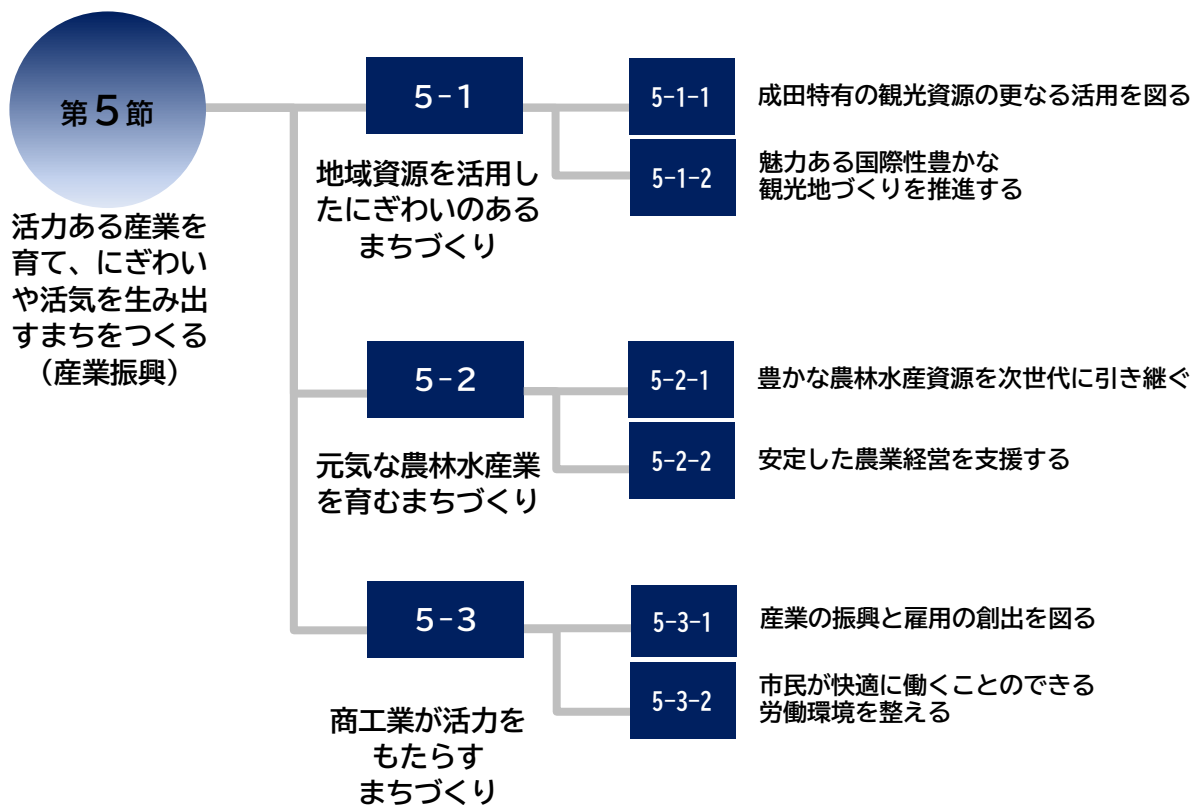 第5節
活力ある産業を
育て、にぎわい
や活気を生み出
すまちをつくる
(産業振興)
5-1
地域資源を活用し
たにぎわいのある
まちづくり
5-1-1
成田特有の観光資源の更なる活用を図る
5-1-2
魅力ある国際性豊かな
観光地づくりを推進する
5-2
元気な農林水産業
を育むまちづくり
5-2-1
豊かな農林水産資源を次世代に引き継ぐ
5-2-2
安定した農業経営を支援する
5-3
商工業が活力を
もたらす
まちづくり
5-3-1
産業の振興と雇用の創出を図る
5-3-2
市民が快適に働くことのできる
労働環境を整える